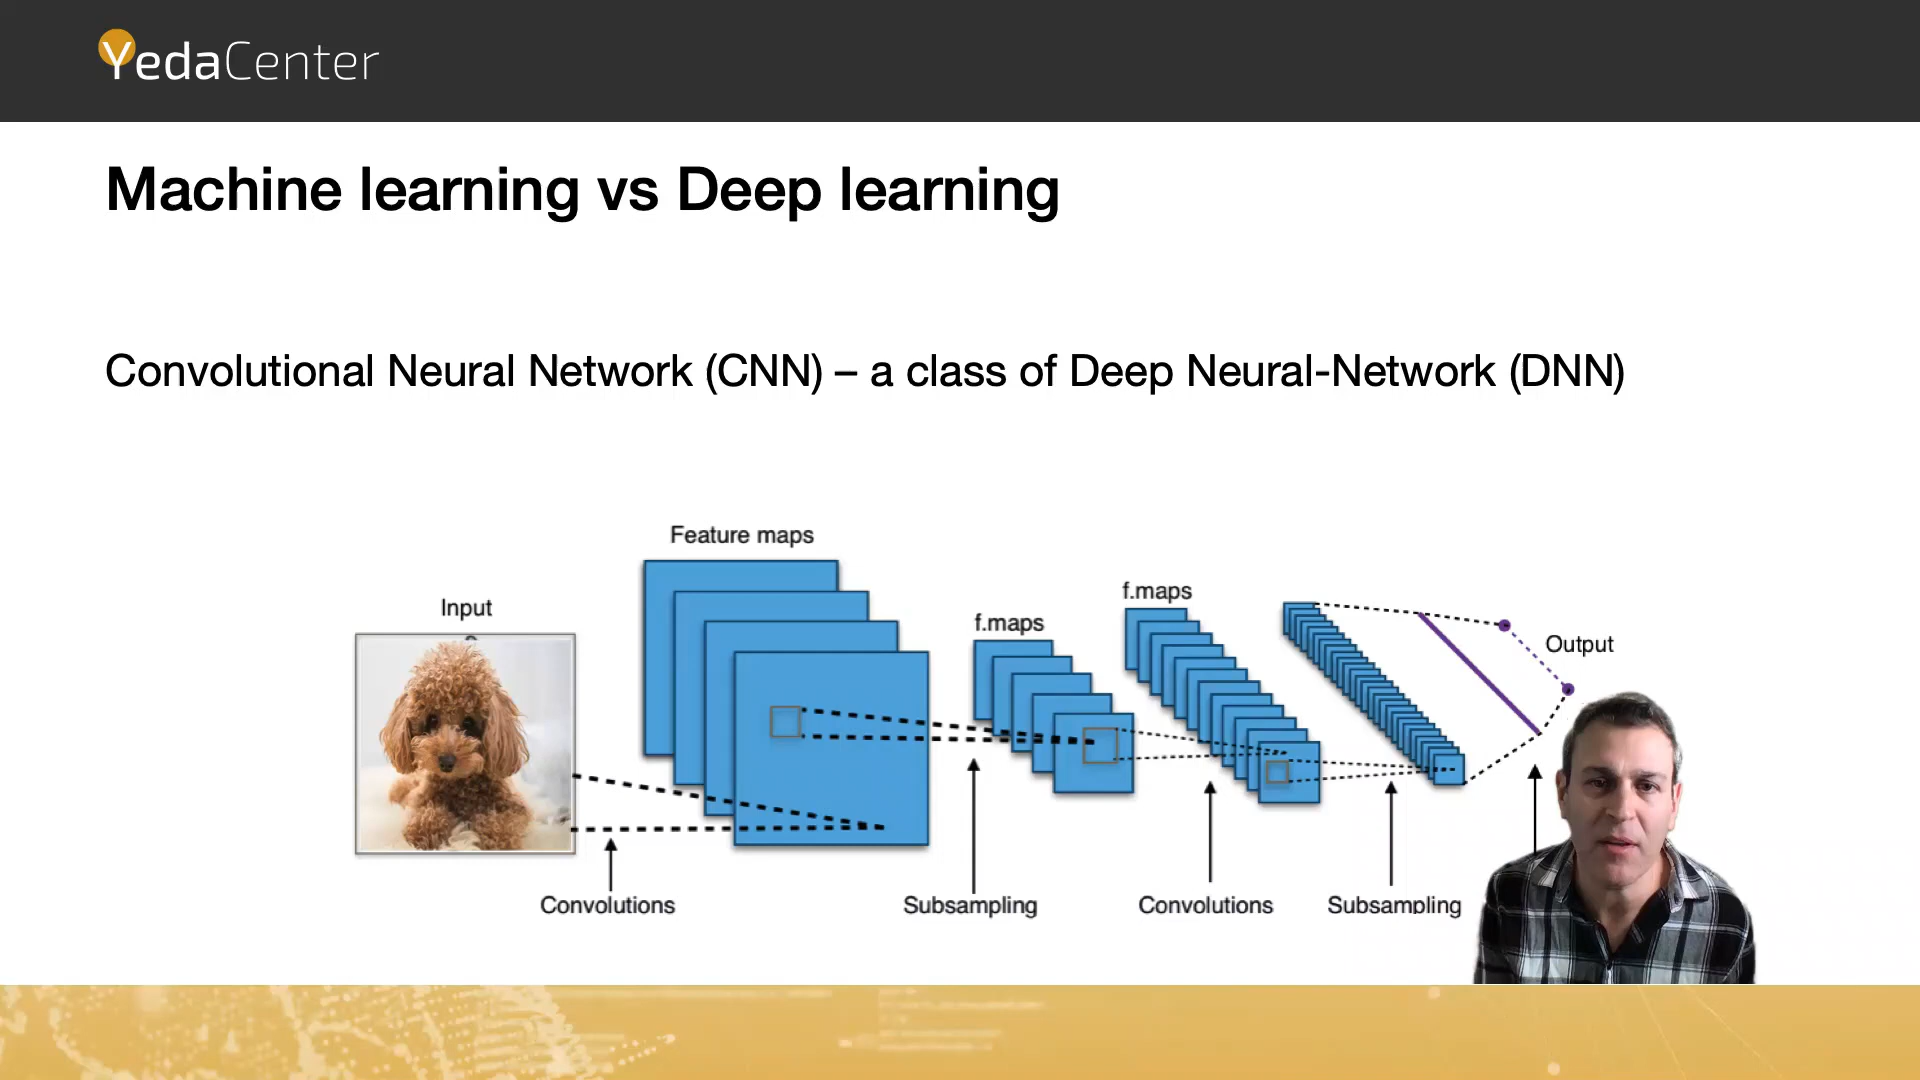 YedaCenter
Machine learning vs Deep learning
Convolutional Neural Network (CNN) – a class of Deep Neural-Network (DNN)
Feature maps
Input
f.maps
f.maps
Output
Convolutions
Subsampling
Convolutions
Subsampling